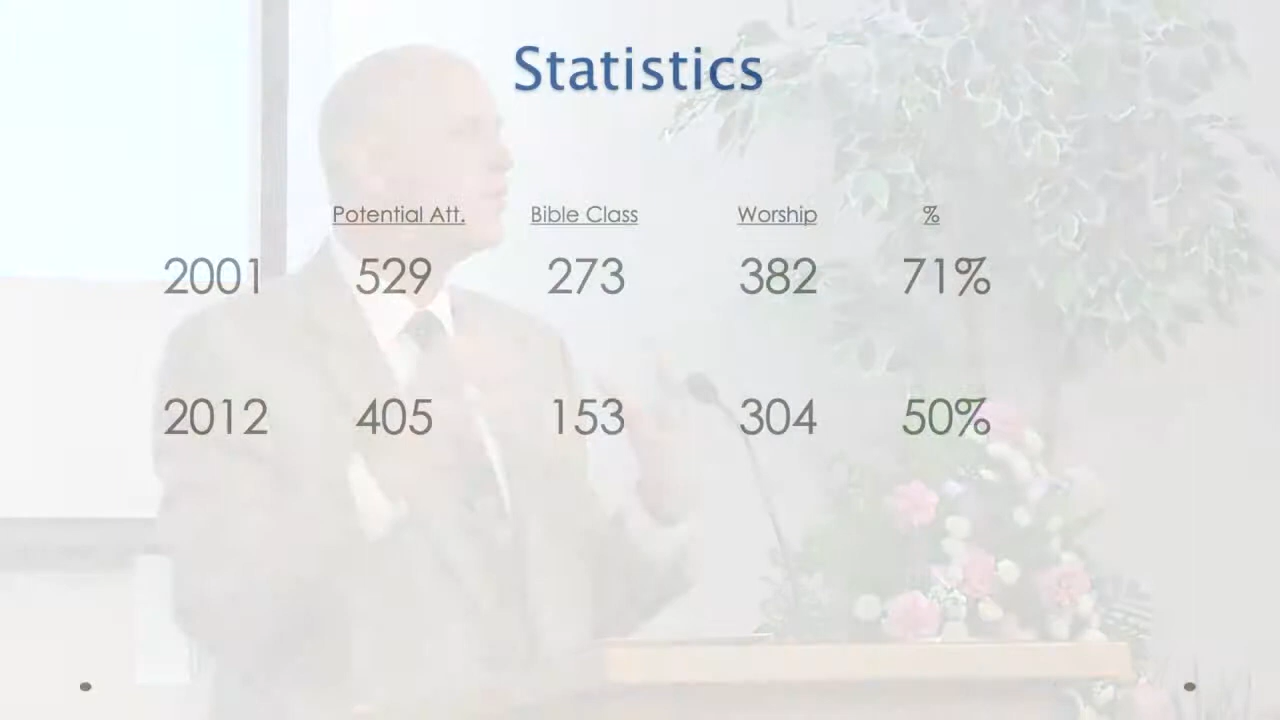 Statistics
Potential Att. Bible Class Worship %
2001 529 273 382 71%
2012 405 153 304 50%